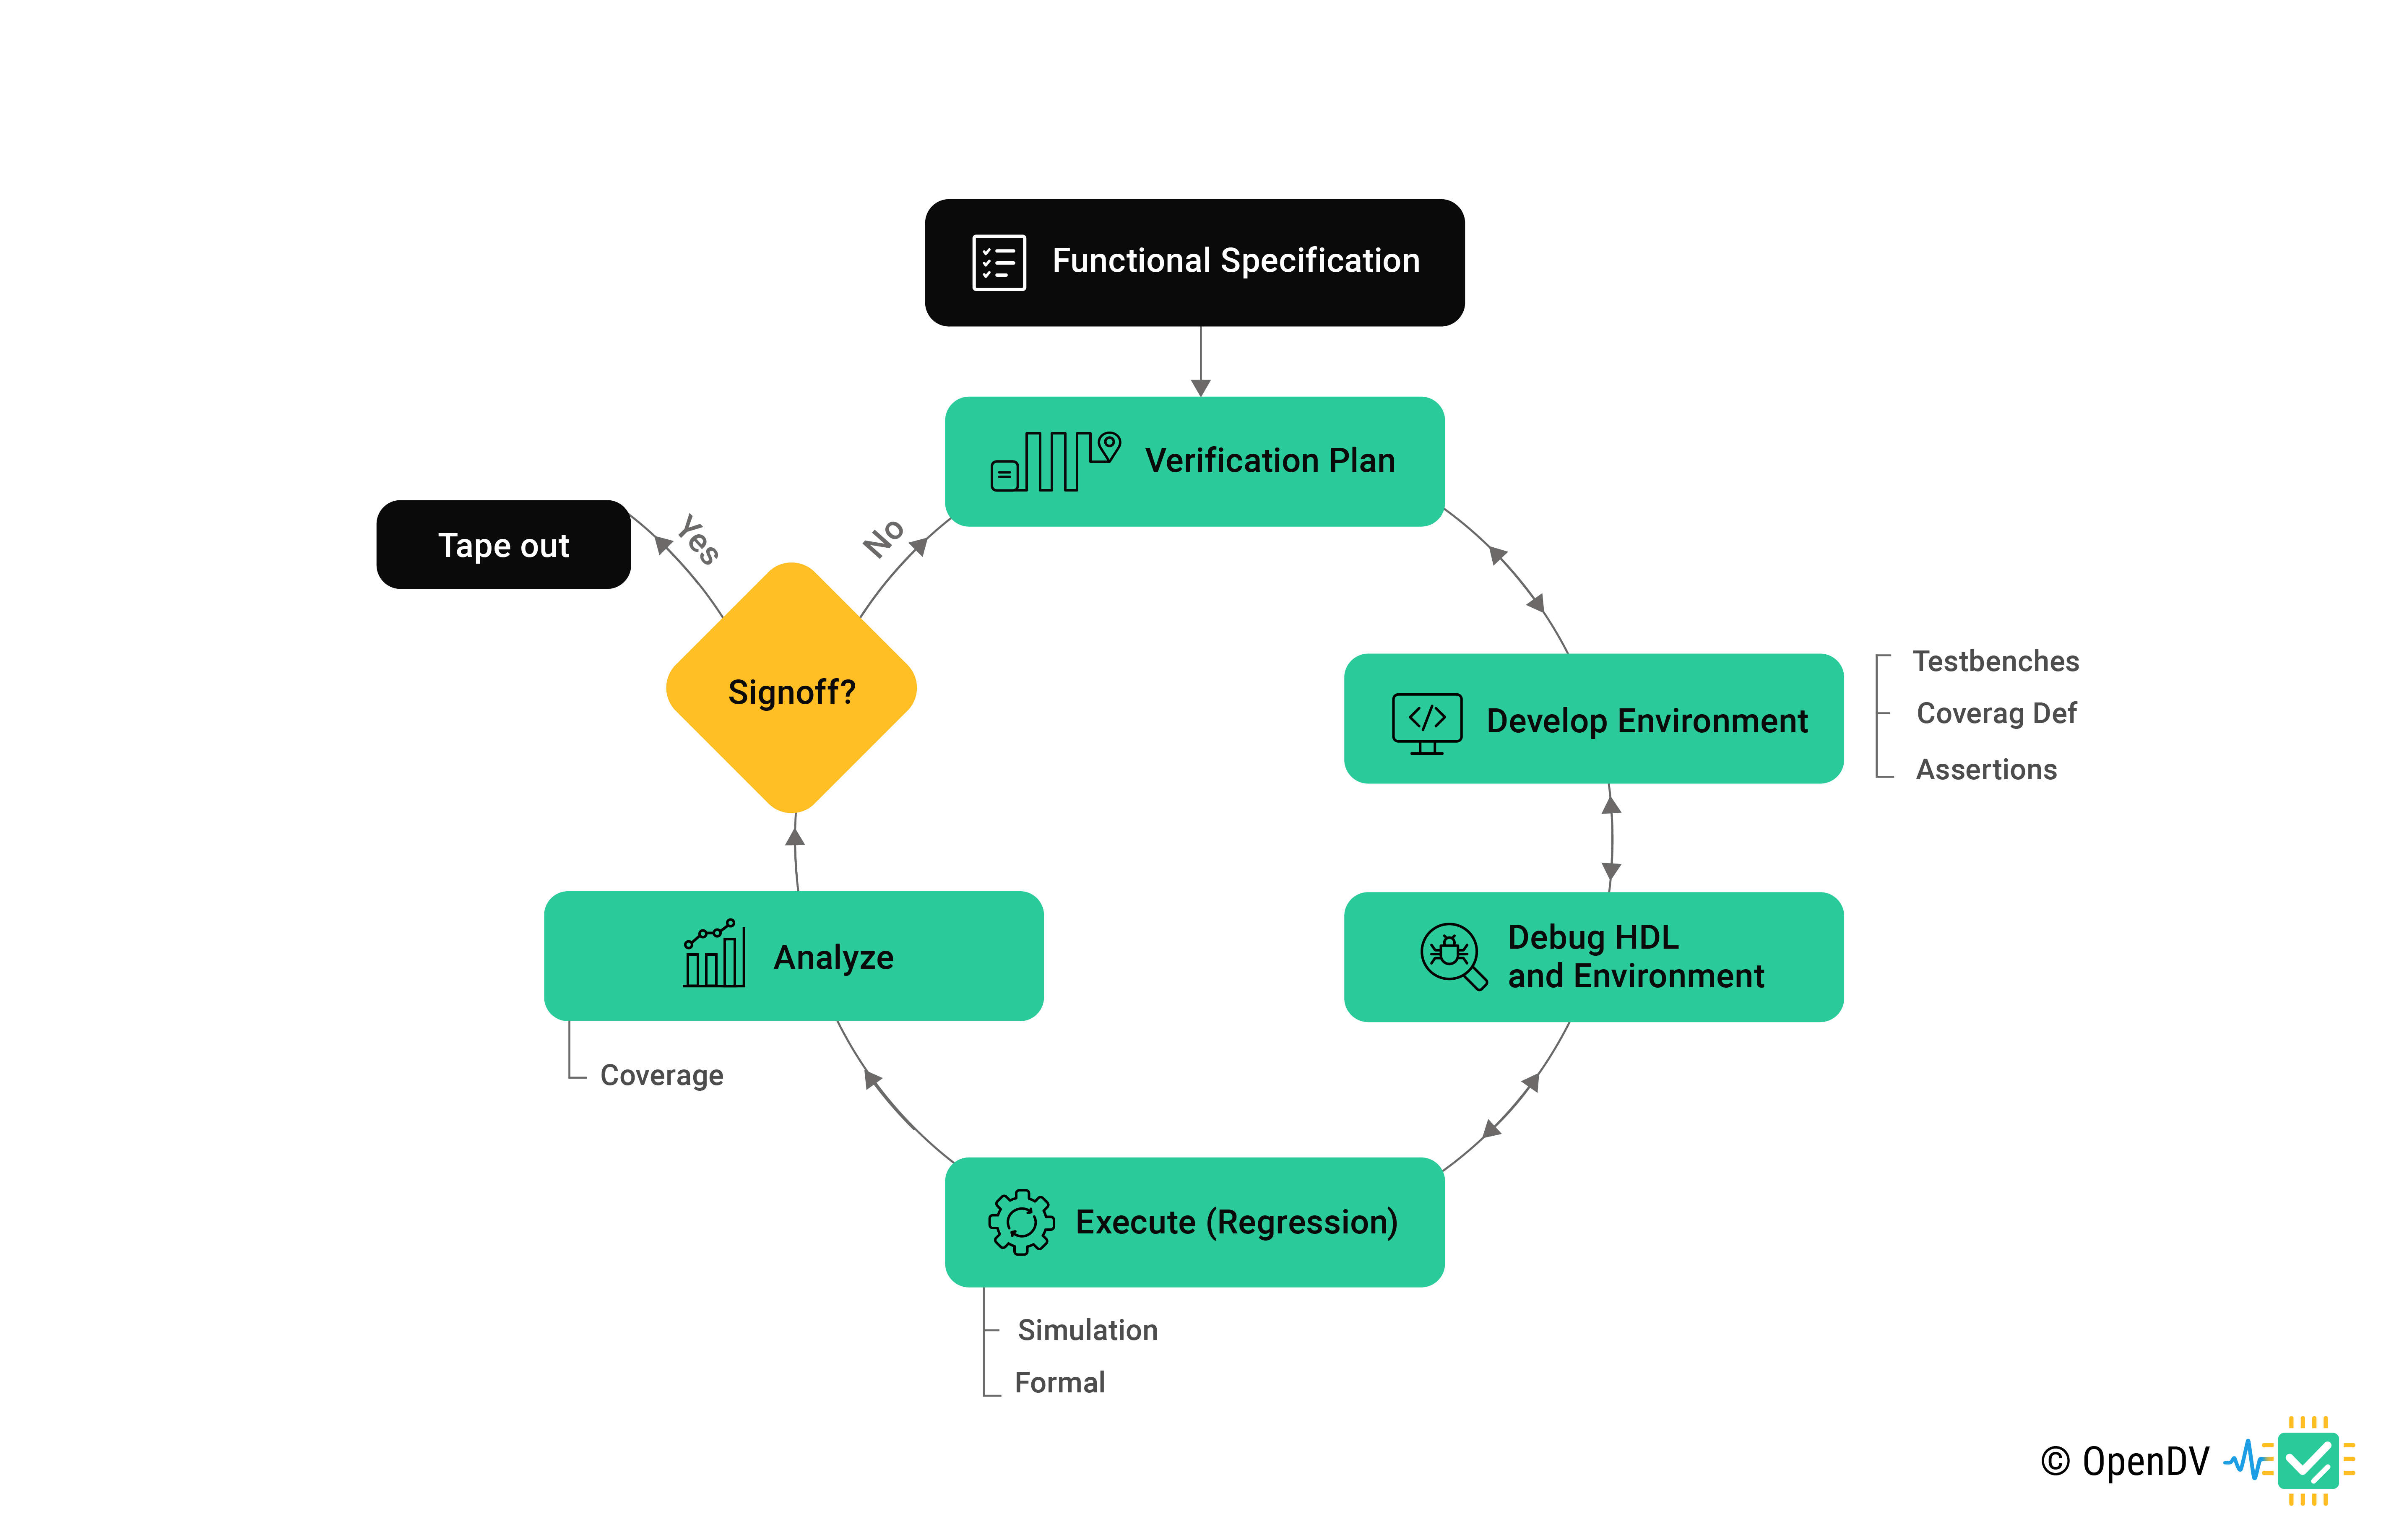 Functional Specification
Verification Plan
Tape out
Yes
No
Signoff?
Develop Environment
Testbenches
Coverag Def
Assertions
Analyze
Coverage
Debug HDL
and Environment
Execute (Regression)
Simulation
Formal
© OpenDV